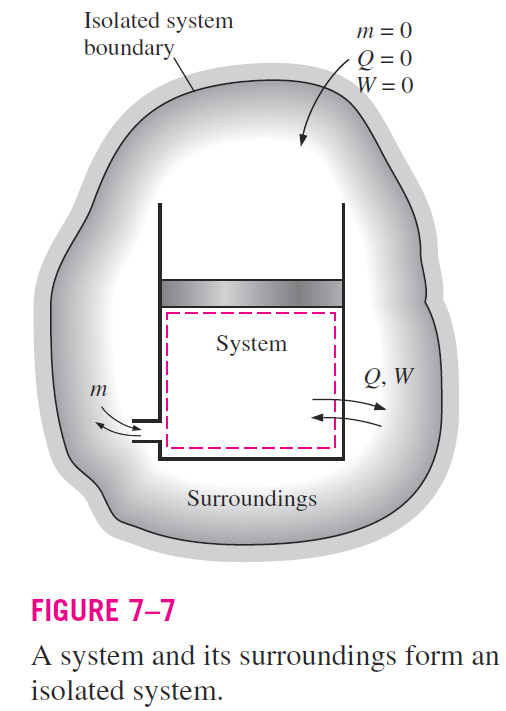 Isolated system
boundary
m = 0
Q = 0
W = 0
System
Q, W
m
Surroundings
FIGURE 7–7
A system and its surroundings form an
isolated system.